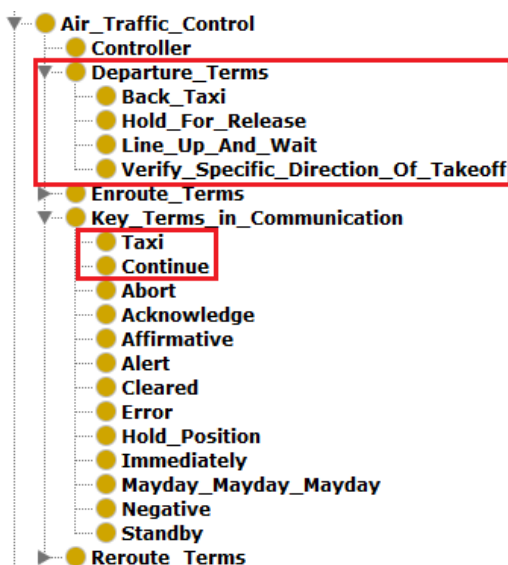 Air_Traffic_Control
Controller
Departure_Terms
Back_Taxi
Hold_For_Release
Line_Up_And_Wait
Verify_Specific_Direction_Of_Takeoff
Enroute_Terms
Key_Terms_in_Communication
Taxi
Continue
Abort
Acknowledge
Affirmative
Alert
Cleared
Error
Hold_Position
Immediately
Mayday_Mayday_Mayday
Negative
Standby
Reroute_Terms